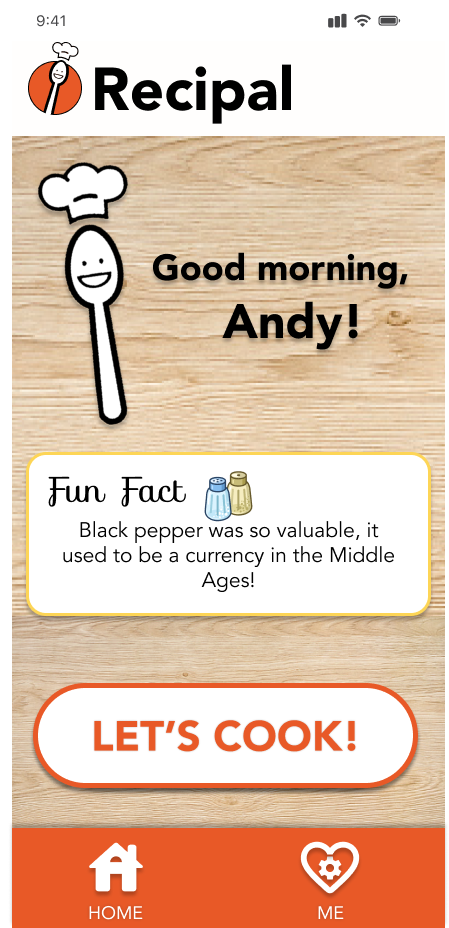 9:41
Recipal
Good morning,
Andy!
Fun Fact
Black pepper was so valuable, it
used to be a currency in the Middle
Ages!
LET’S COOK!
HOME
ME